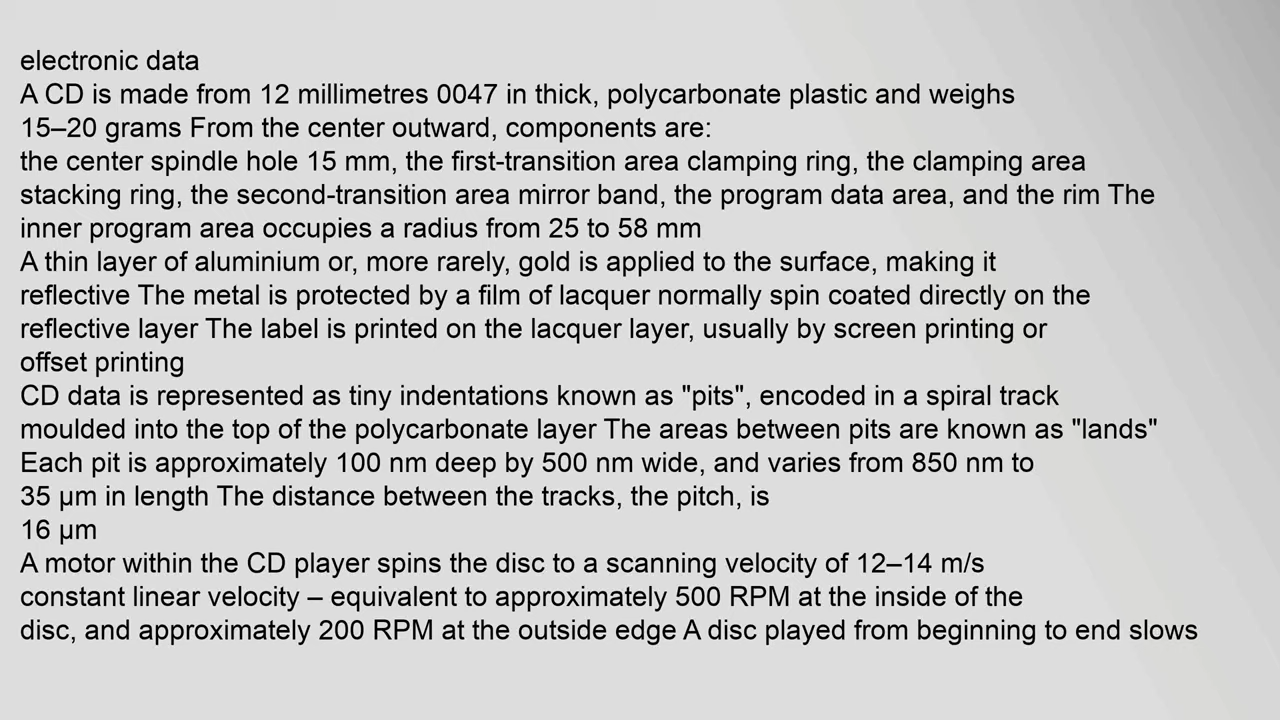 electronic data
A CD is made from 12 millimetres 0047 in thick, polycarbonate plastic and weighs
15–20 grams From the center outward, components are:
the center spindle hole 15 mm, the first-transition area clamping ring, the clamping area
stacking ring, the second-transition area mirror band, the program data area, and the rim The
inner program area occupies a radius from 25 to 58 mm
A thin layer of aluminium or, more rarely, gold is applied to the surface, making it
reflective The metal is protected by a film of lacquer normally spin coated directly on the
reflective layer The label is printed on the lacquer layer, usually by screen printing or
offset printing
CD data is represented as tiny indentations known as "pits", encoded in a spiral track
moulded into the top of the polycarbonate layer The areas between pits are known as "lands"
Each pit is approximately 100 nm deep by 500 nm wide, and varies from 850 nm to
35 μm in length The distance between the tracks, the pitch, is
16 μm
A motor within the CD player spins the disc to a scanning velocity of 12–14 m/s
constant linear velocity – equivalent to approximately 500 RPM at the inside of the
disc, and approximately 200 RPM at the outside edge A disc played from beginning to end slows